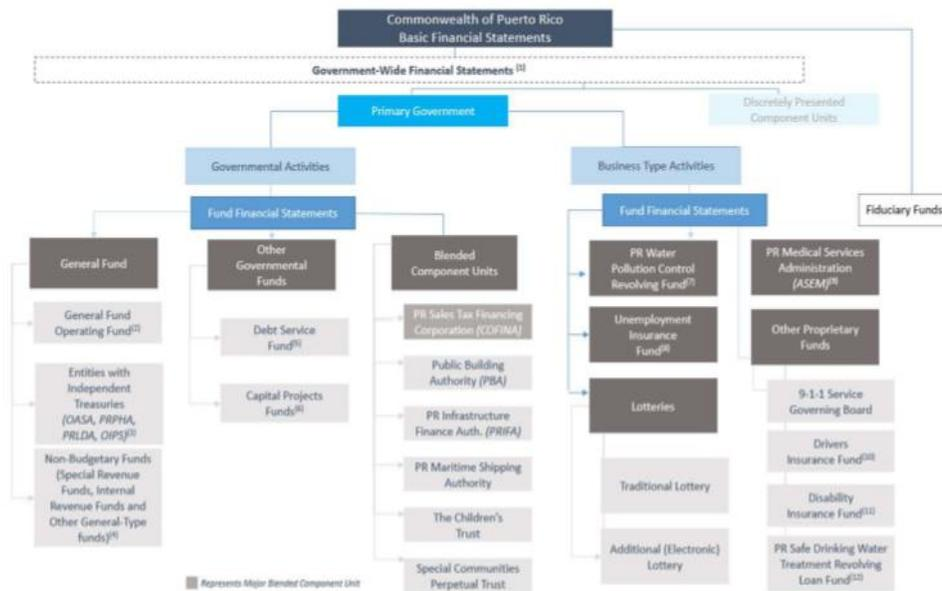 Commonwealth of Puerto Rico
Basic Financial Statements
Government-Wide Financial Statements (1)
Primary Government
Discretely Presented
Component Units
Governmental Activities
Business Type Activities
Fund Financial Statements
Fund Financial Statements
Fiduciary Funds
General Fund
Other
Governmental
Funds
Blended
Component Units
PR Water
Pollution Control
Revolving Fund(7)
PR Medical Services
Administration
(ASEM)(9)
General Fund
Operating Fund(2)
Debt Service
Fund(5)
PR Sales Tax Financing
Corporation (COFINA)
Unemployment
Insurance
Fund(8)
Other Proprietary
Funds
Entities with
Independent
Treasuries
(OASA, PRPHA,
PRLDA, OIPS)(3)
Capital Projects
Funds(6)
Public Building
Authority (PBA)
PR Infrastructure
Finance Auth. (PRIFA)
Lotteries
9-1-1 Service
Governing Board
Non-Budgetary Funds
(Special Revenue
Funds, Internal
Revenue Funds and
Other General-Type
funds)(4)
PR Maritime Shipping
Authority
Traditional Lottery
Drivers
Insurance Fund(10)
The Children's
Trust
Disability
Insurance Fund(11)
Special Communities
Perpetual Trust
Additional (Electronic)
Lottery
PR Safe Drinking Water
Treatment Revolving
Loan Fund(12)
Represents Major Blended Component Unit